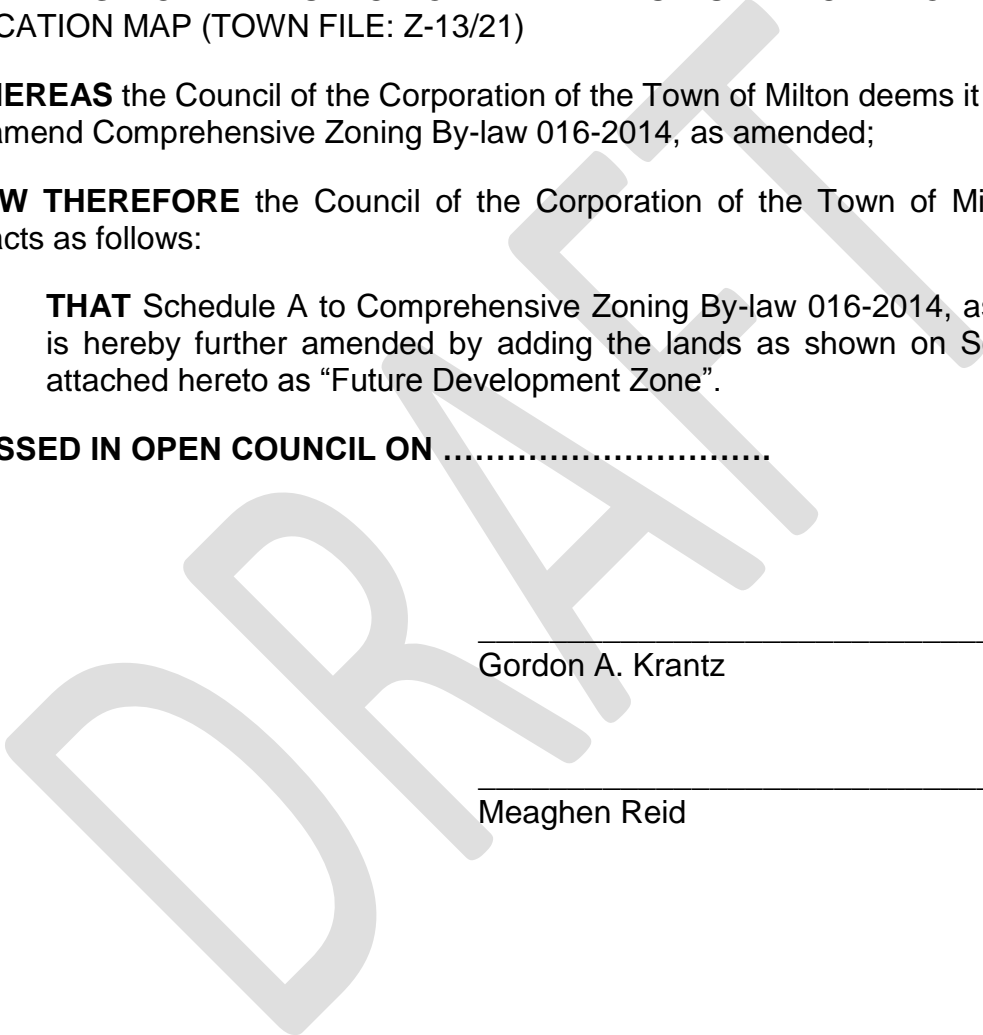 CATION MAP (TOWN FILE: Z-13/21)
HEREAS the Council of the Corporation of the Town of Milton deems it
amend Comprehensive Zoning By-law 016-2014, as amended;
W THEREFORE the Council of the Corporation of the Town of Mi
acts as follows:
THAT Schedule A to Comprehensive Zoning By-law 016-2014, as
is hereby further amended by adding the lands as shown on S
attached hereto as “Future Development Zone”.
SSED IN OPEN COUNCIL ON ………………………….
Gordon A. Krantz
Meaghen Reid
DRAFT